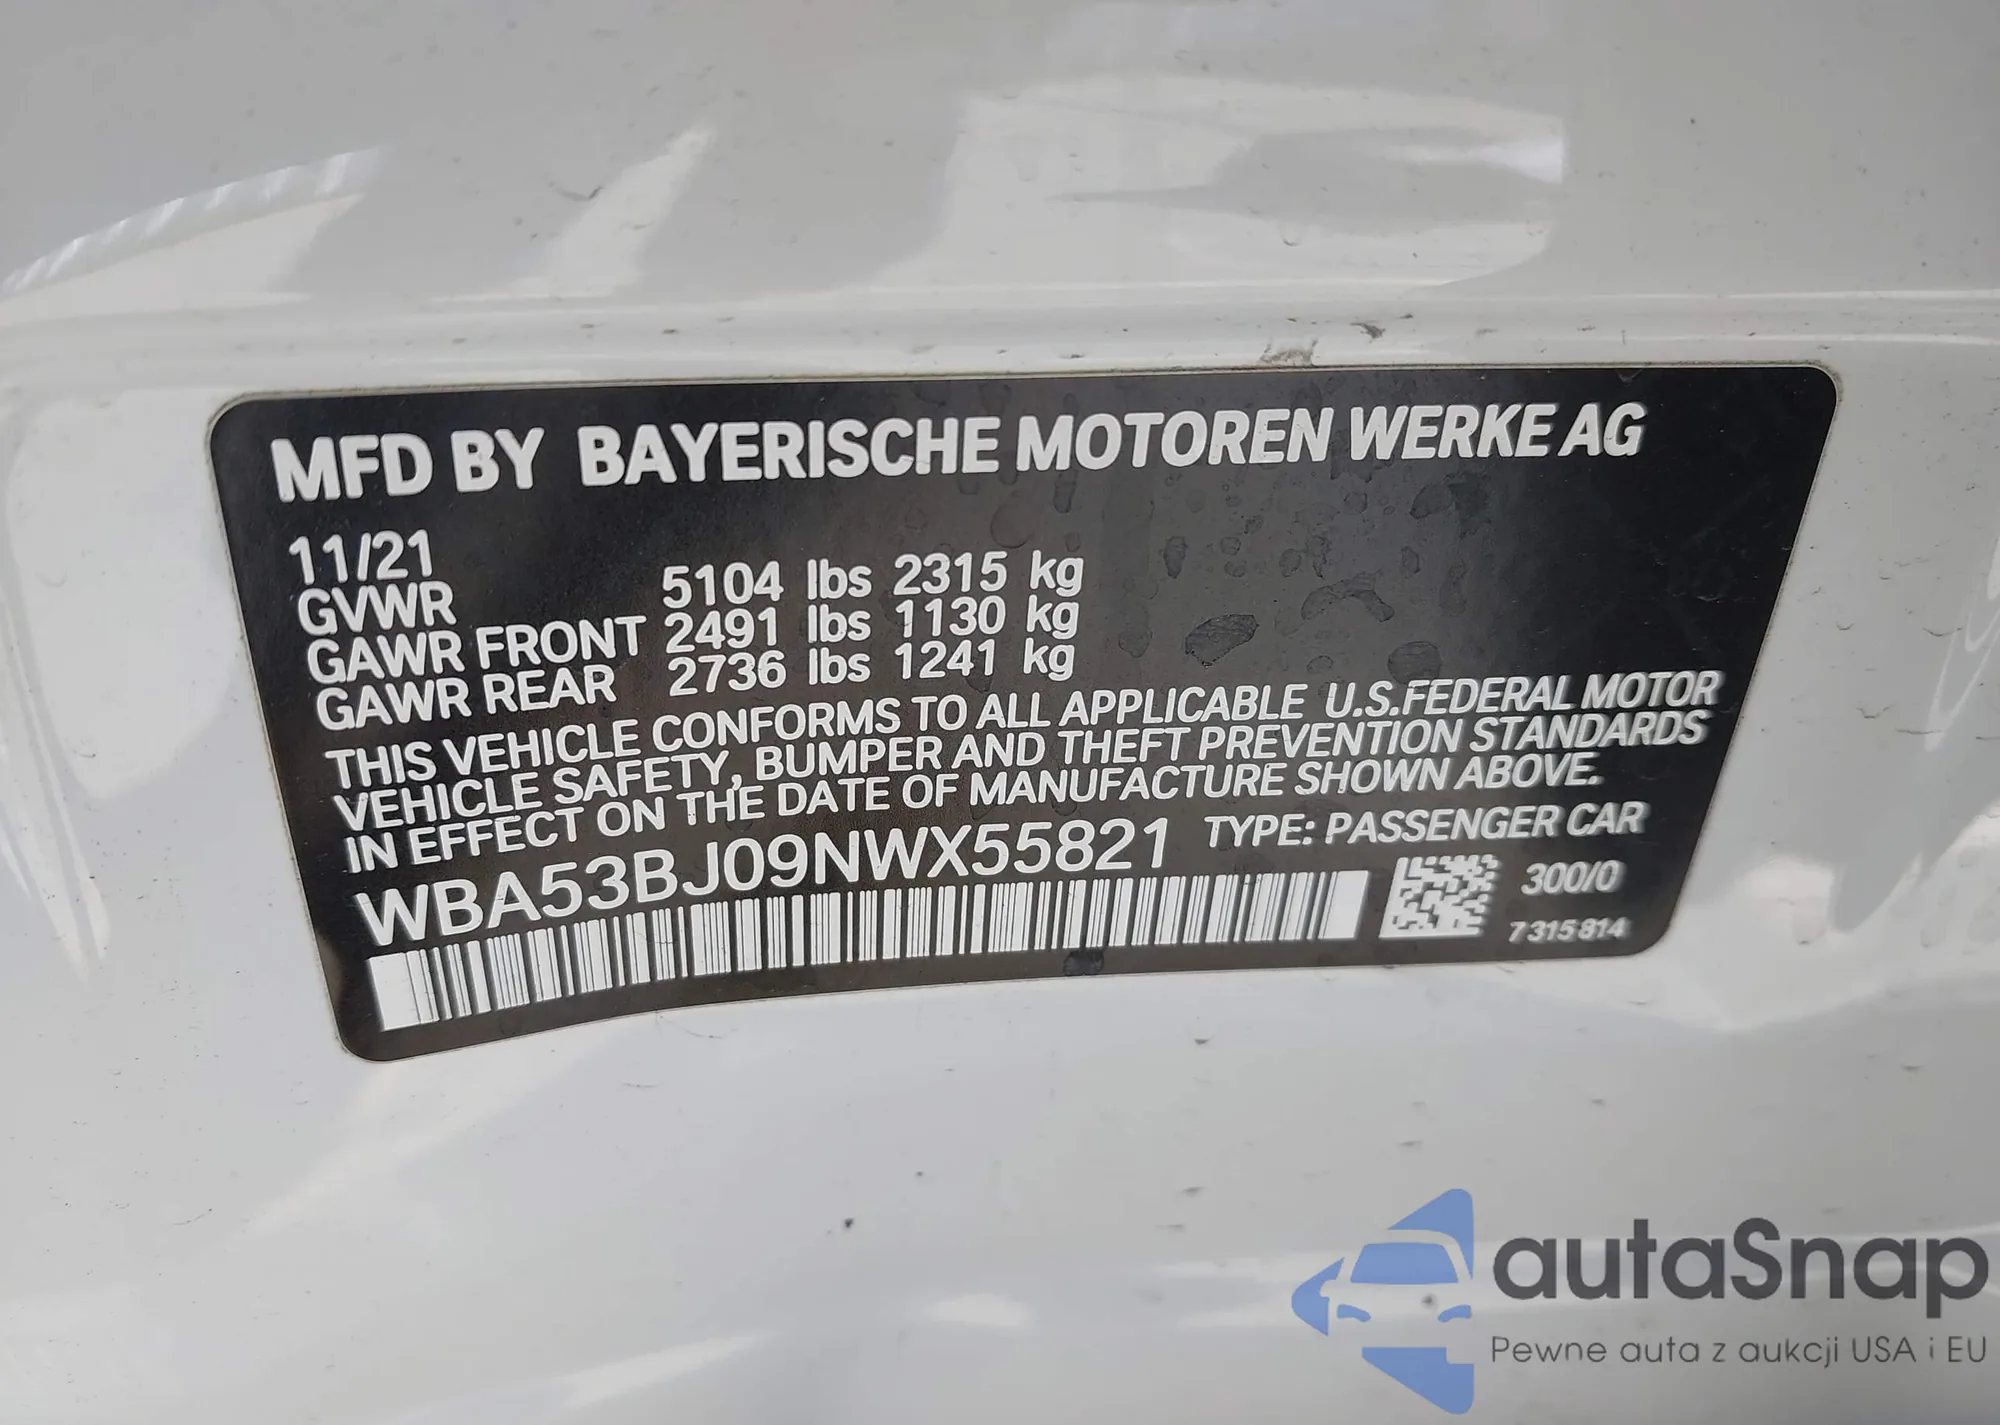 MFD BY BAYERISCHE MOTOREN WERKE AG
11/21
GVWR 5104 lbs 2315 kg
GAWR FRONT 2491 lbs 1130 kg
GAWR REAR 2736 lbs 1241 kg
THIS VEHICLE CONFORMS TO ALL APPLICABLE U.S.FEDERAL MOTOR
VEHICLE SAFETY, BUMPER AND THEFT PREVENTION STANDARDS
IN EFFECT ON THE DATE OF MANUFACTURE SHOWN ABOVE.
WBA53BJ09NWX55821 TYPE: PASSENGER CAR
300/0
7315814
autaSnap
Pewne auta z aukcji USA i EU